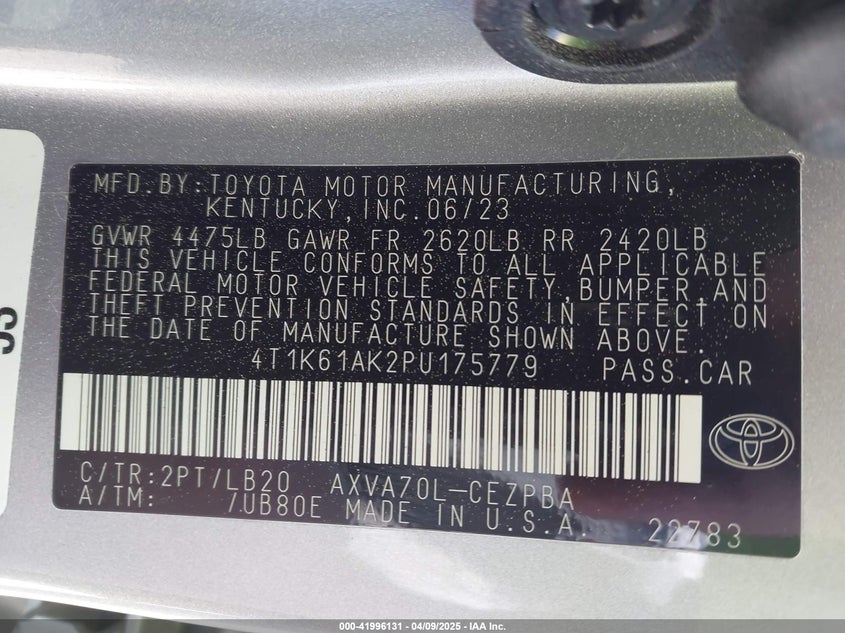 MFD.BY:TOYOTA MOTOR MANUFACTURING,
KENTUCKY,INC.06/23
GVWR 4475LB GAWR FR 2620LB RR 2420LB
THIS VEHICLE CONFORMS TO ALL APPLICABLE
FEDERAL MOTOR VEHICLE SAFETY,BUMPER,AND
THEFT PREVENTION STANDARDS IN EFFECT ON
THE DATE OF MANUFACTURE SHOWN ABOVE.
4T1K61AK2PU175779 PASS.CAR
C/TR:2PT/LB20 AXVA70L-CEZPBA
A/TM: /UB80E MADE IN U.S.A. 22783
000-41996131 - 04/09/2025 - IAA Inc.